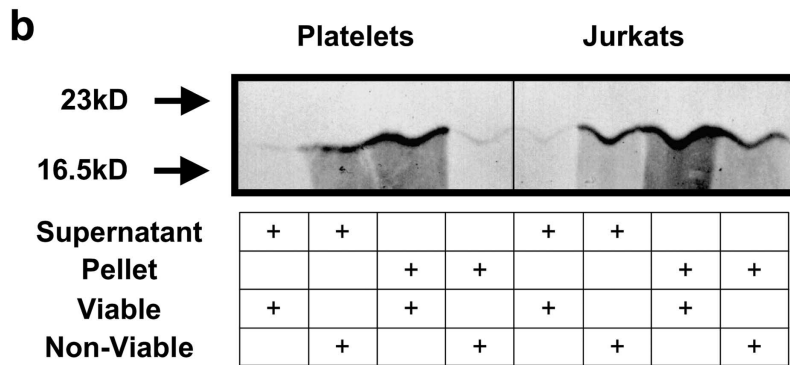 b
Platelets Jurkats
23kD
16.5kD
Supernatant + + + +
Pellet + + + +
Viable + + + +
Non-Viable + + + +